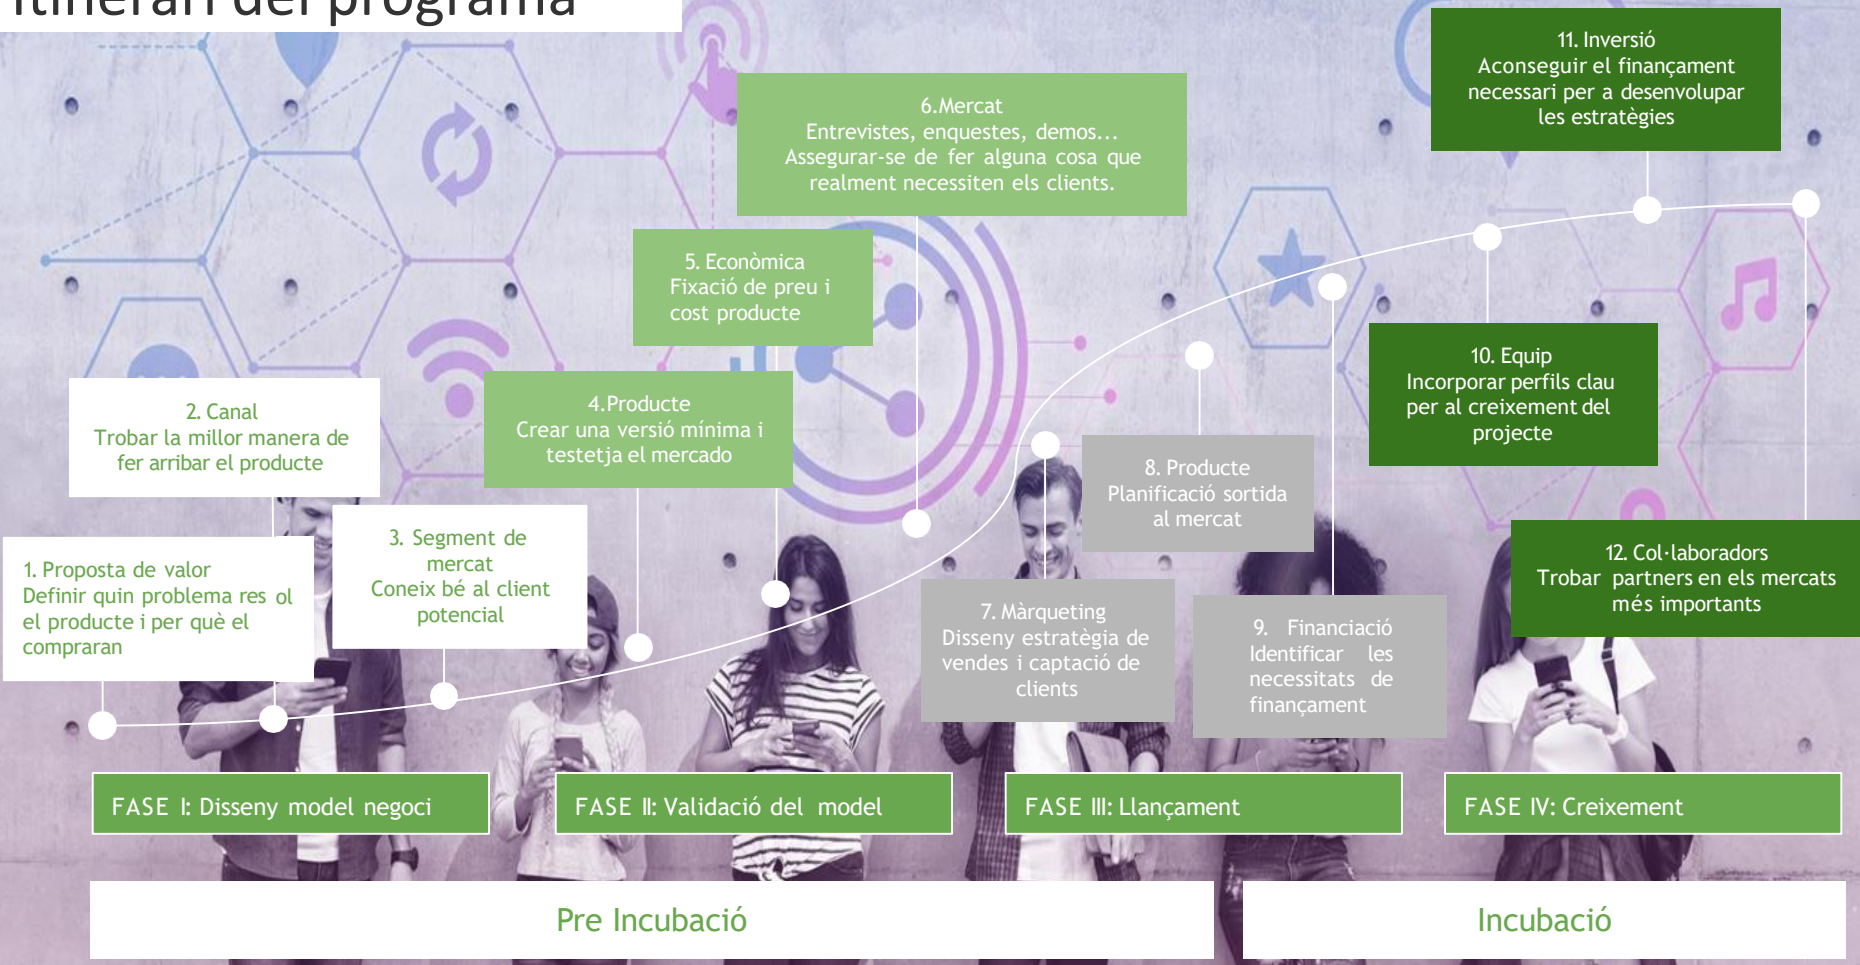 Itinerari del programa
1. Proposta de valor
Definir quin problema res ol
el producte i per què el
compraran
2. Canal
Trobar la millor manera de
fer arribar el producte
3. Segment de
mercat
Coneix bé al client
potencial
4.Producte
Crear una versió mínima i
testetja el mercado
5. Econòmica
Fixació de preu i
cost producte
6.Mercat
Entrevistes, enquestes, demos...
Assegurar-se de fer alguna cosa que
realment necessiten els clients.
7. Màrqueting
Disseny estratègia de
vendes i captació de
clients
8. Producte
Planificació sortida
al mercat
9. Financiació
Identificar les
necessitats de
finançament
10. Equip
Incorporar perfils clau
per al creixement del
projecte
11. Inversió
Aconseguir el finançament
necessari per a desenvolupar
les estratègies
12. Col·laboradors
Trobar partners en els mercats
més importants
FASE I: Disseny model negoci
FASE II: Validació del model
FASE III: Llançament
FASE IV: Creixement
Pre Incubació
Incubació